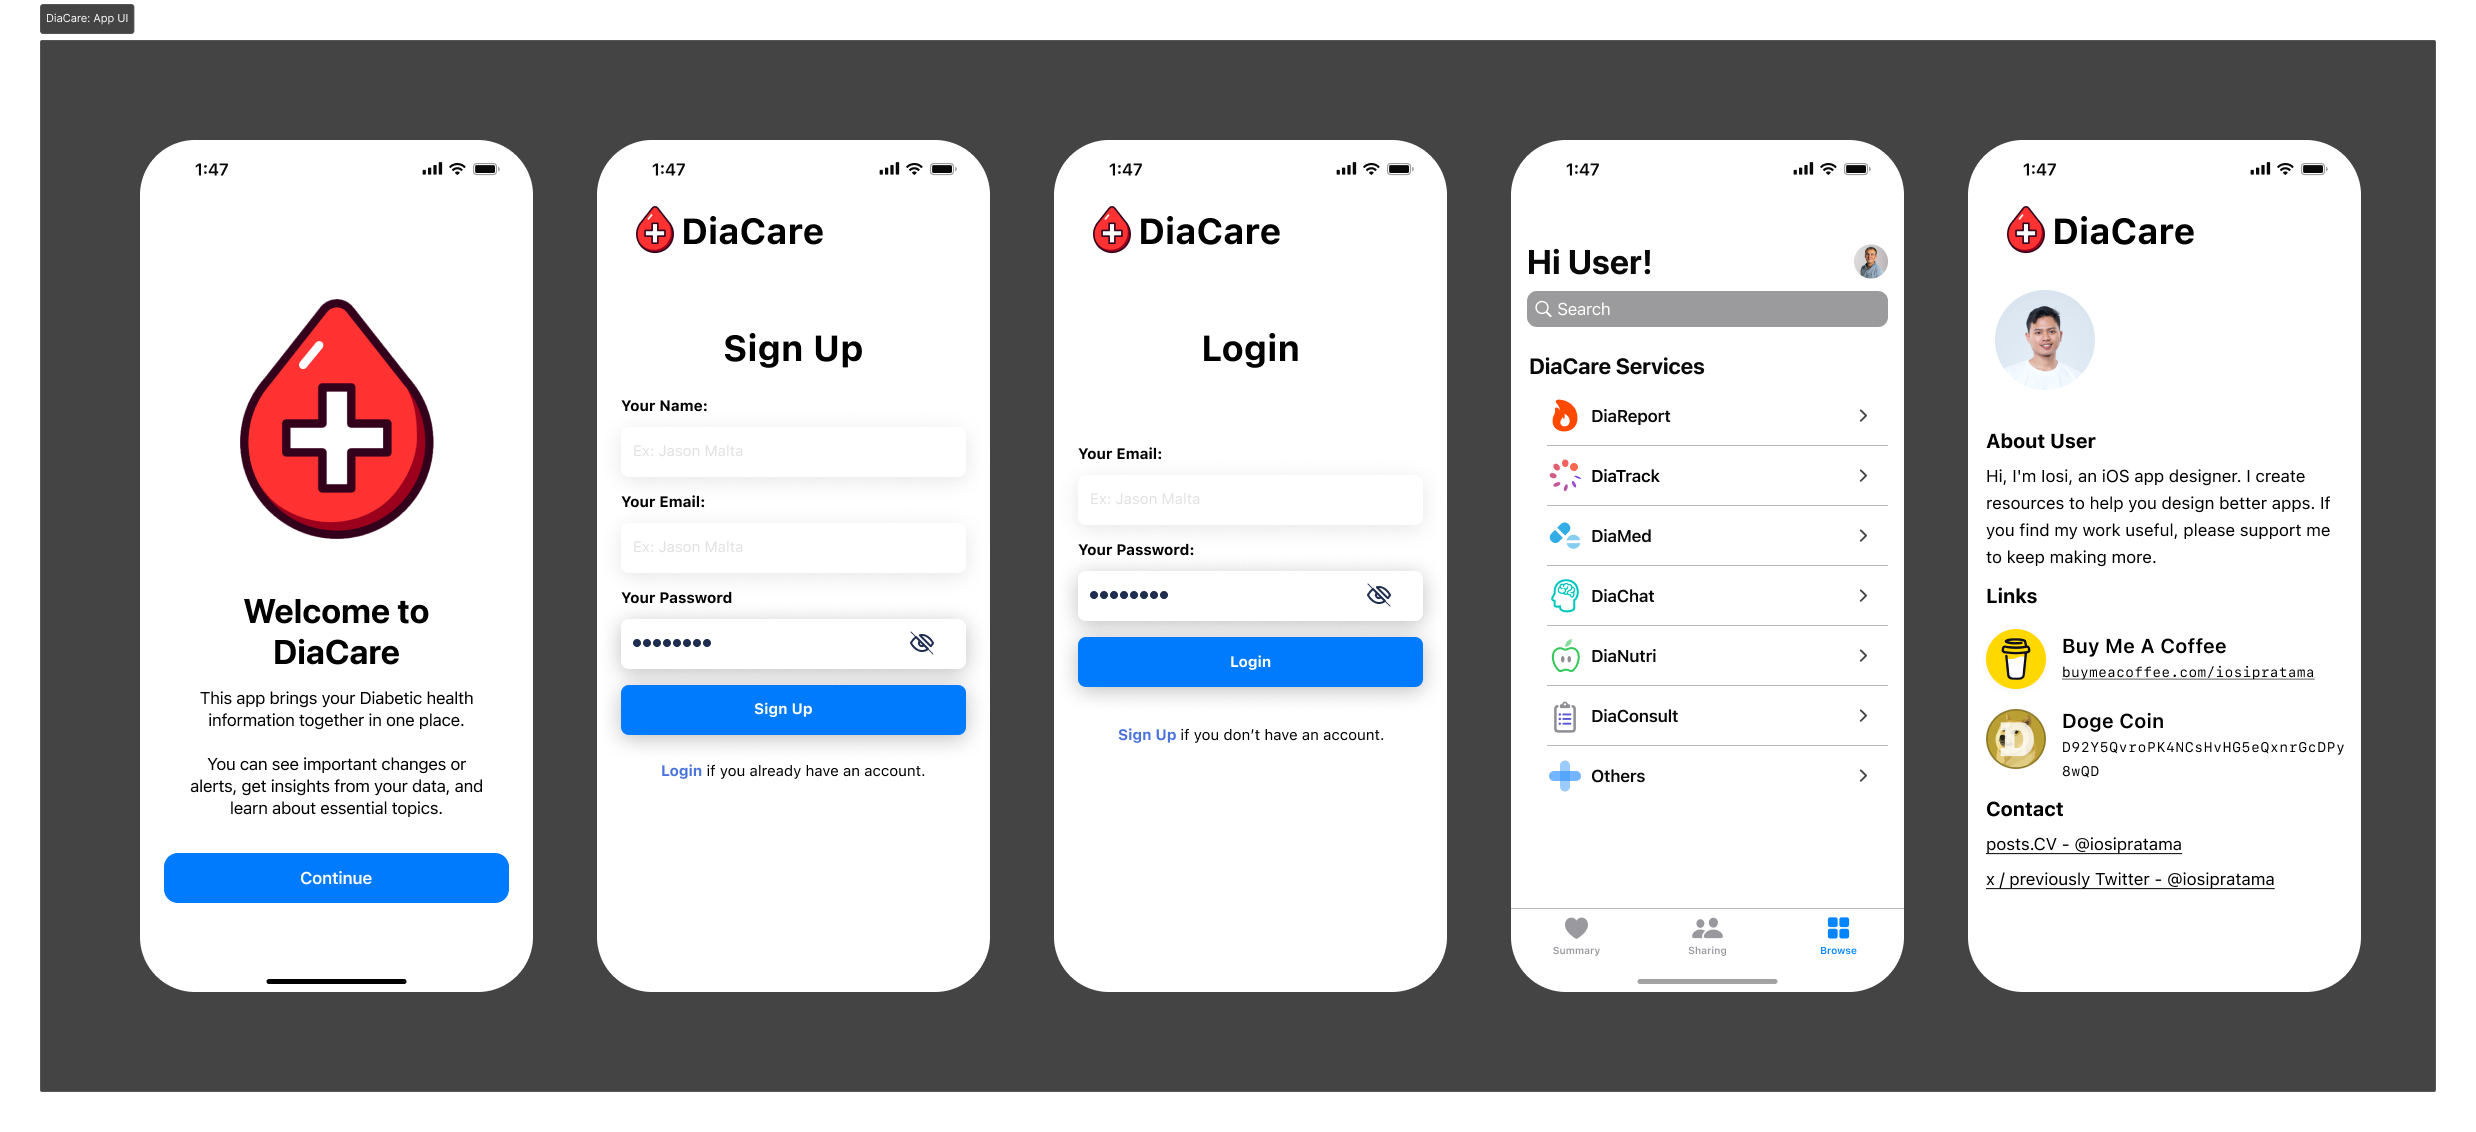 DiaCare: App UI
1:47
Welcome to
DiaCare
This app brings your Diabetic health
information together in one place.
You can see important changes or
alerts, get insights from your data, and
learn about essential topics.
Continue
1:47
DiaCare
Sign Up
Your Name:
Ex: Jason Malta
Your Email:
Ex: Jason Malta
Your Password
Sign Up
Login if you already have an account.
1:47
DiaCare
Login
Your Email:
Ex: Jason Malta
Your Password:
Login
Sign Up if you don’t have an account.
1:47
Hi User!
Search
DiaCare Services
DiaReport
DiaTrack
DiaMed
DiaChat
DiaNutri
DiaConsult
Others
Summary
Sharing
Browse
1:47
DiaCare
About User
Hi, I'm Iosi, an iOS app designer. I create
resources to help you design better apps. If
you find my work useful, please support me
to keep making more.
Links
Buy Me A Coffee
buymeacoffee.com/iosipratama
Doge Coin
D92Y5QvroPK4NCsHvHG5eQxnrGcDPy
8wQD
Contact
posts.CV - @iosipratama
x / previously Twitter - @iosipratama